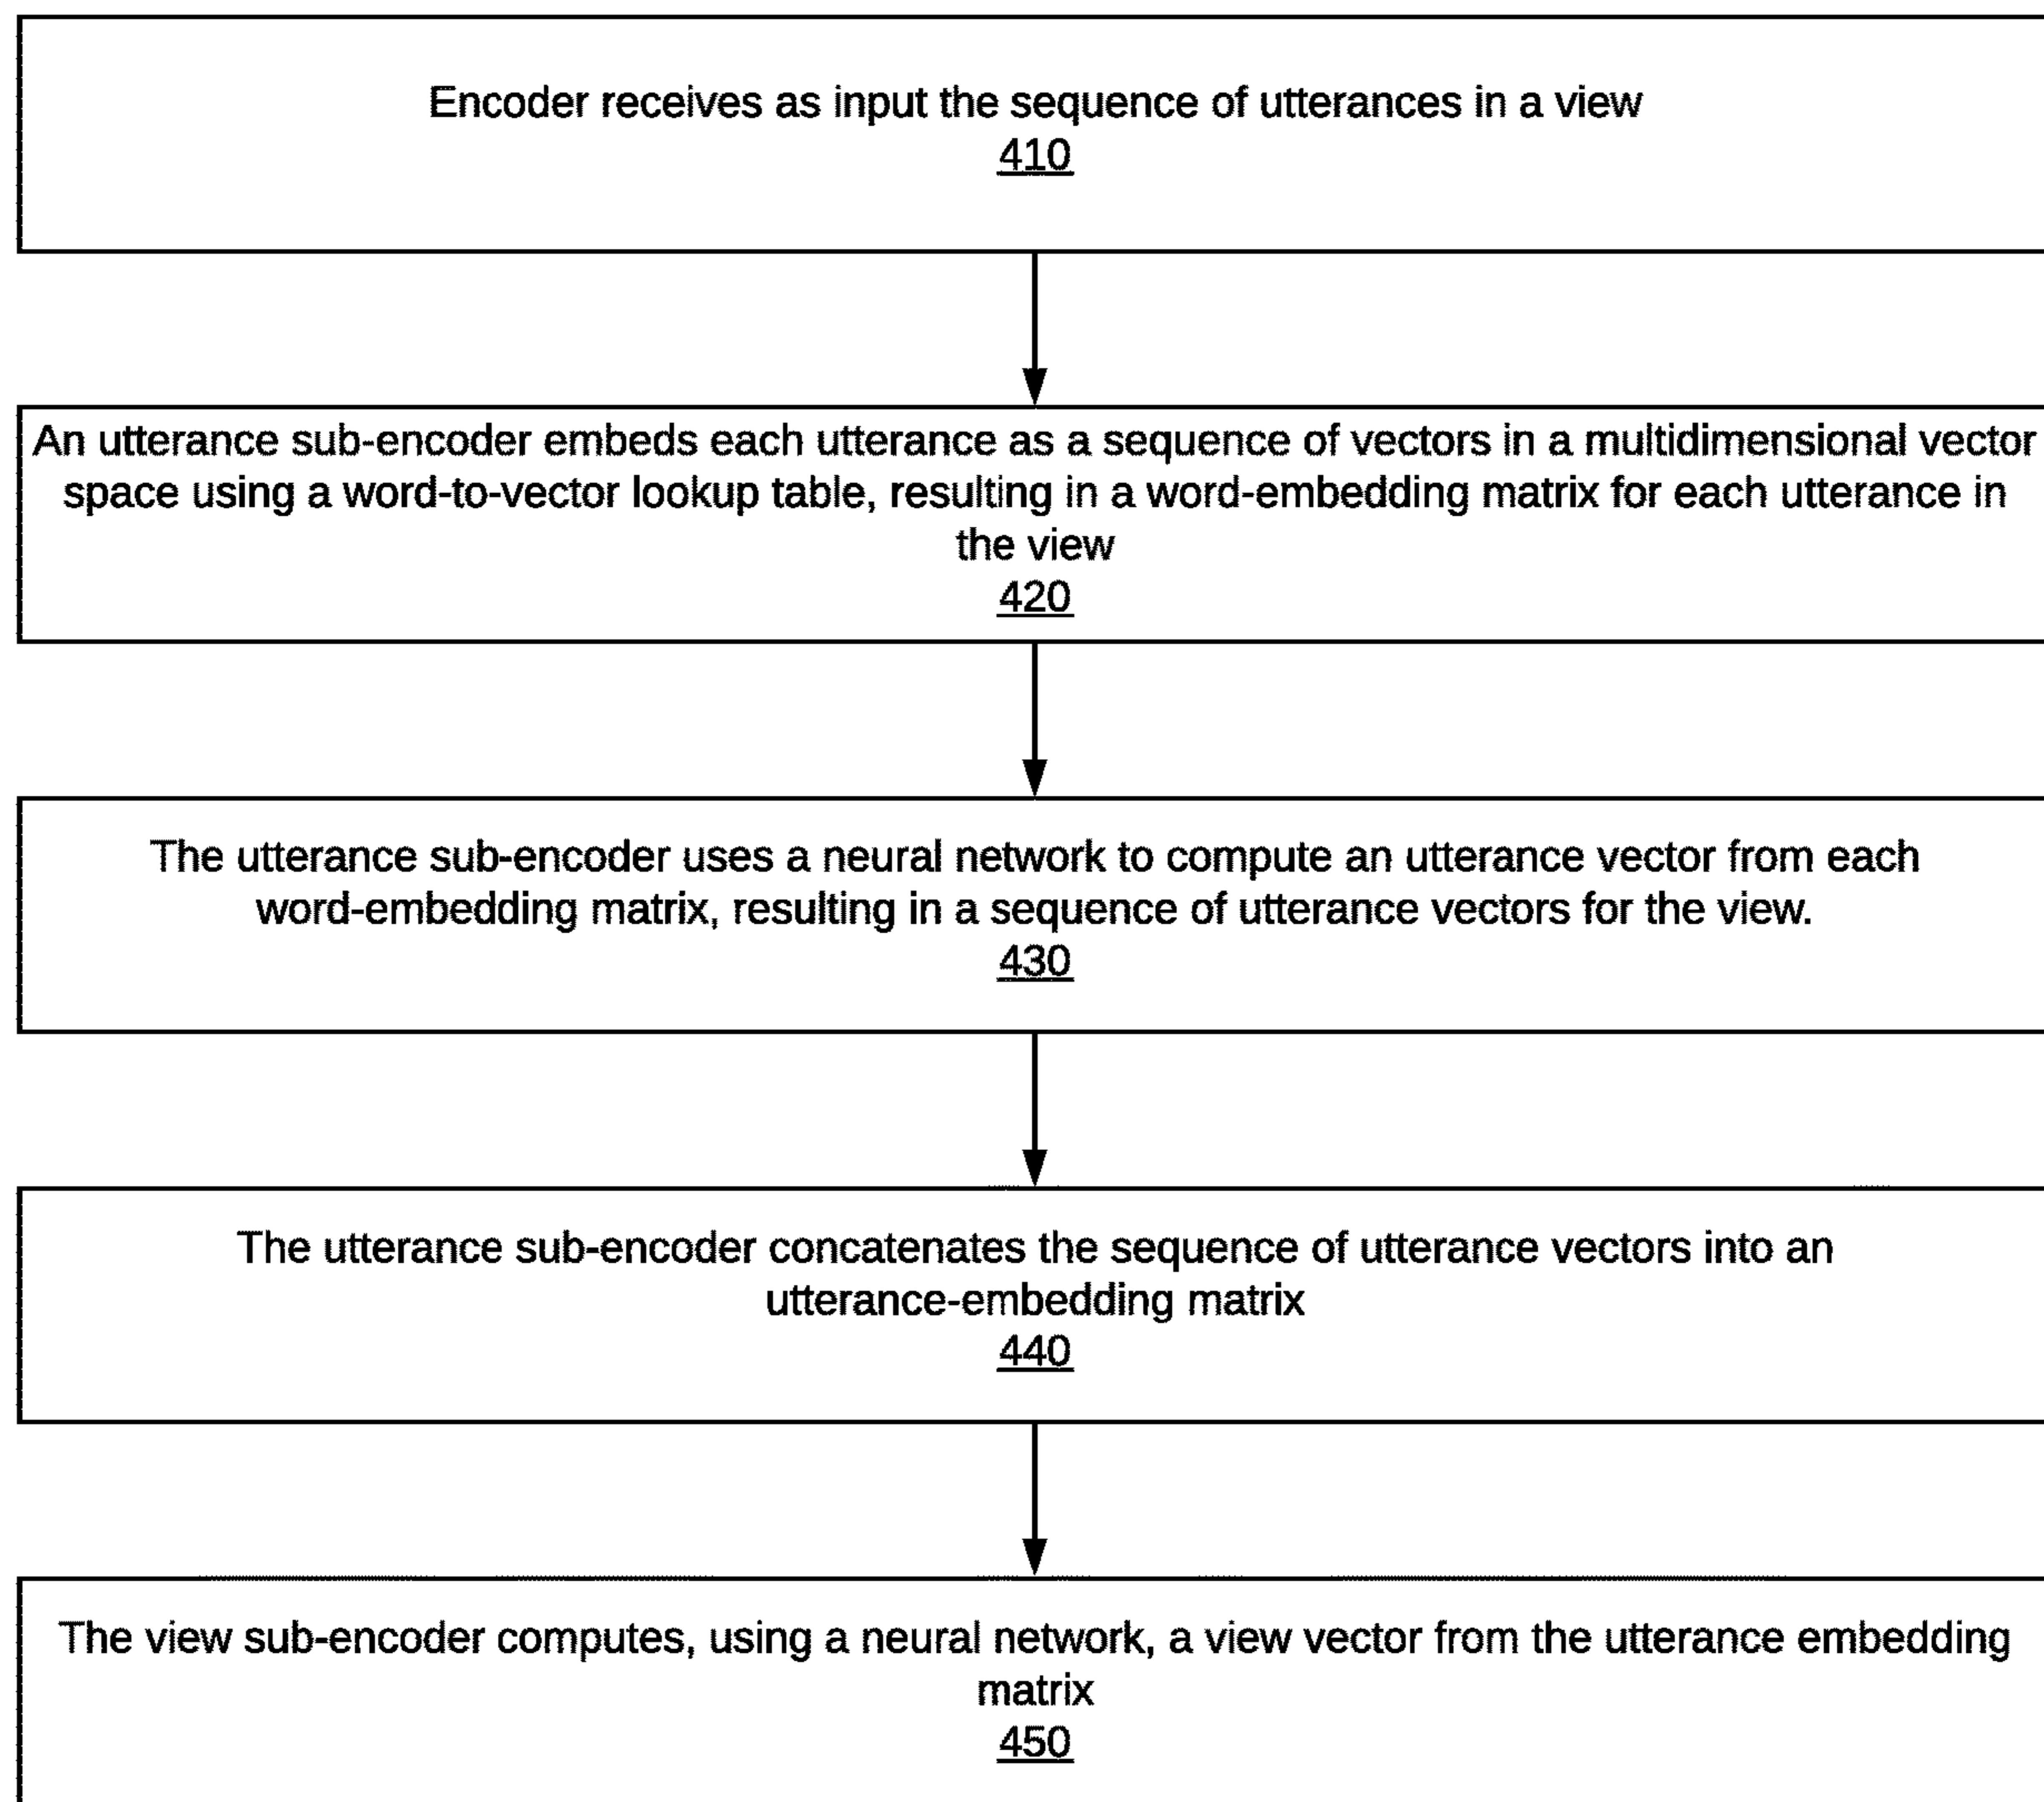 Encoder receives as input the sequence of utterances in a view
410
An utterance sub-encoder embeds each utterance as a sequence of vectors in a multidimensional vector
space using a word-to-vector lookup table, resulting in a word-embedding matrix for each utterance in
the view
420
The utterance sub-encoder uses a neural network to compute an utterance vector from each
word-embedding matrix, resulting in a sequence of utterance vectors for the view.
430
The utterance sub-encoder concatenates the sequence of utterance vectors into an
utterance-embedding matrix
440
The view sub-encoder computes, using a neural network, a view vector from the utterance embedding
matrix
450